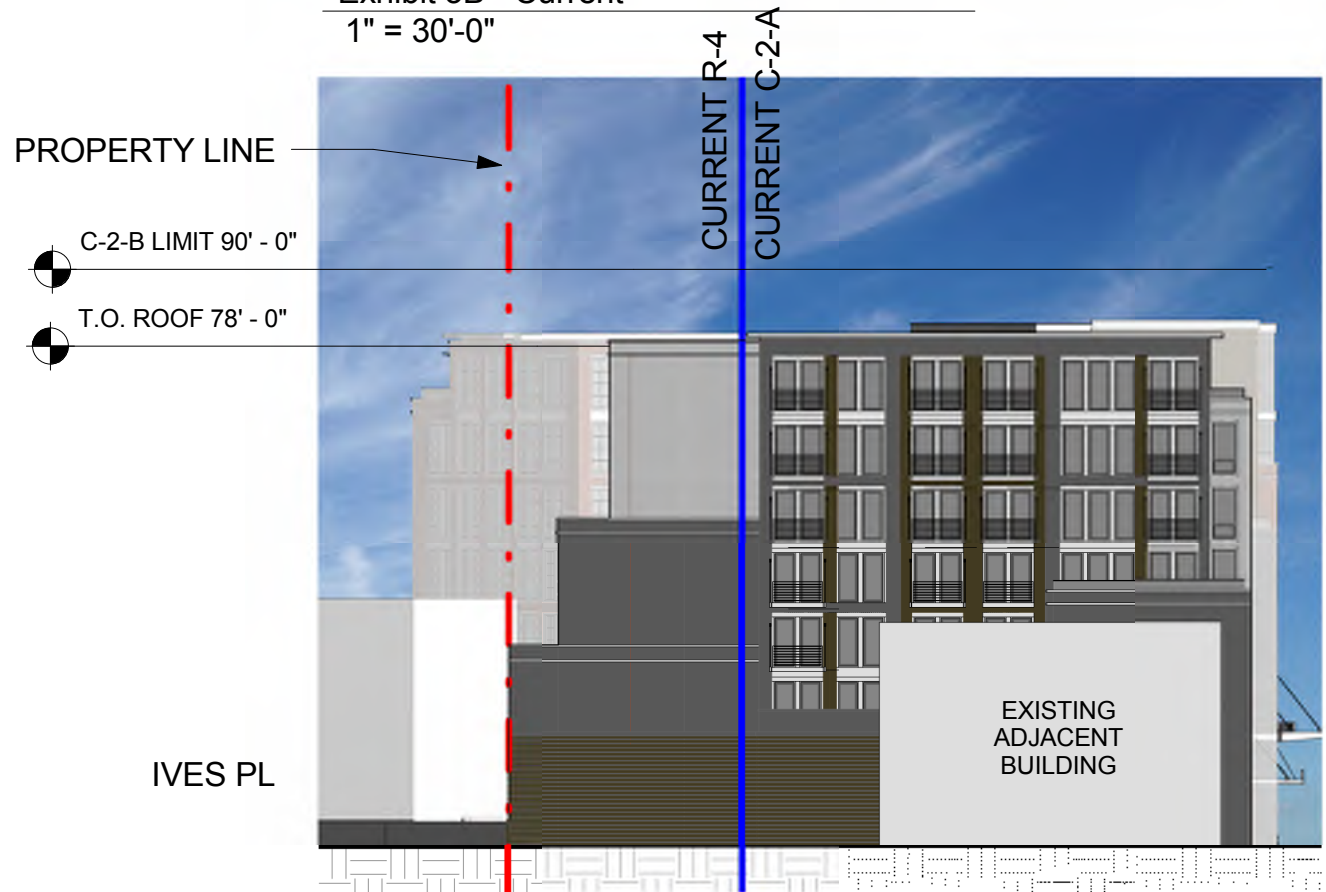 1" = 30'-0"
CURRENT R-4
CURRENT C-2-A
PROPERTY LINE
C-2-B LIMIT 90' - 0"
T.O. ROOF 78' - 0"
EXISTING
ADJACENT
BUILDING
IVES PL